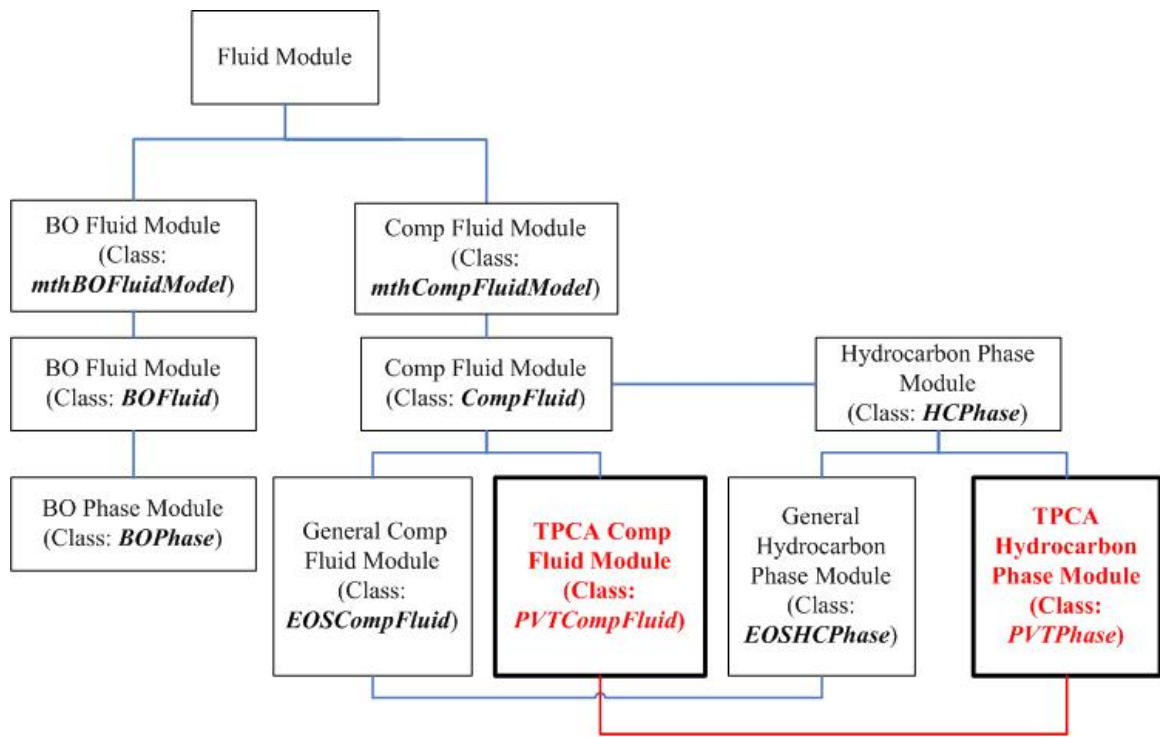 Fluid Module
BO Fluid Module
(Class:
mthBOFluidModel)
Comp Fluid Module
(Class:
mthCompFluidModel)
BO Fluid Module
(Class: BOFluid)
Comp Fluid Module
(Class: CompFluid)
Hydrocarbon Phase
Module
(Class: HCPhase)
BO Phase Module
(Class: BOPhase)
General Comp
Fluid Module
(Class:
EOSCompFluid)
TPCA Comp
Fluid Module
(Class:
PVTCompFluid)
General
Hydrocarbon
Phase Module
(Class:
EOSHCPhase)
TPCA
Hydrocarbon
Phase Module
(Class:
PVTPhase)